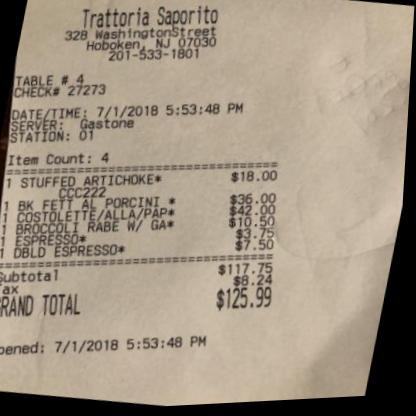 Trattoria Saporito
328 WashingtonStreet
Hoboken, NJ 07030
201-533-1801
TABLE # 4
CHECK# 27273
DATE/TIME: 7/1/2018 5:53:48 PM
SERVER: Gastone
STATION: 01
Item Count: 4
1 STUFFED ARTICHOKE* $18.00
CCC222
1 BK FETT AL PORCINI * $36.00
1 COSTOLETTE/ALLA/PAP* $42.00
1 BROCCOLI RABE W/ GA* $10.50
1 ESPRESSO* $3.75
1 DBLD ESPRESSO* $7.50
Subtotal $117.75
Tax $8.24
GRAND TOTAL $125.99
pened: 7/1/2018 5:53:48 PM